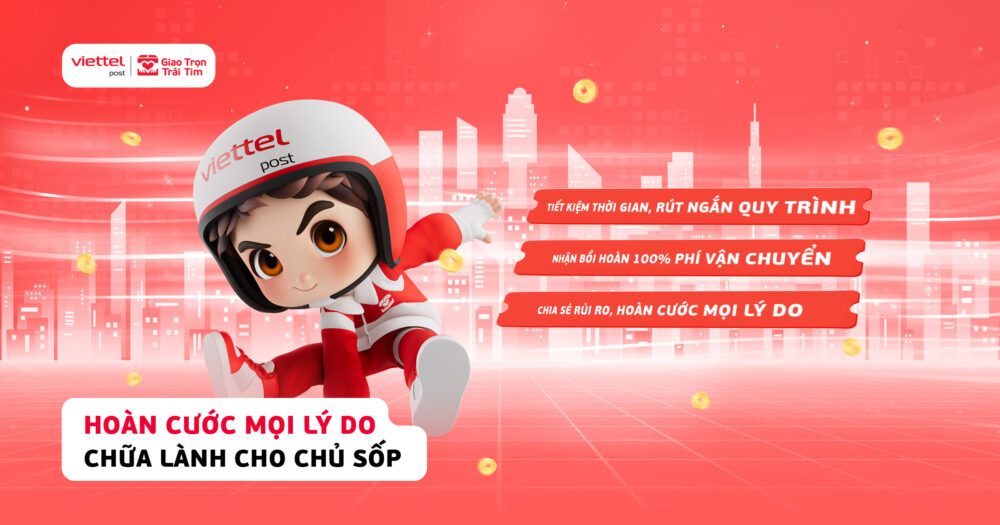 viettel
post
Giao Trọn
Trái Tim
viettel
post
TIẾT KIỆM THỜI GIAN, RÚT NGẮN QUY TRÌNH
NHẬN BỒI HOÀN 100% PHÍ VẬN CHUYỂN
CHIA SẺ RỦI RO, HOÀN CƯỚC MỌI LÝ DO
HOÀN CƯỚC MỌI LÝ DO
CHỮA LÀNH CHO CHỦ SỐP